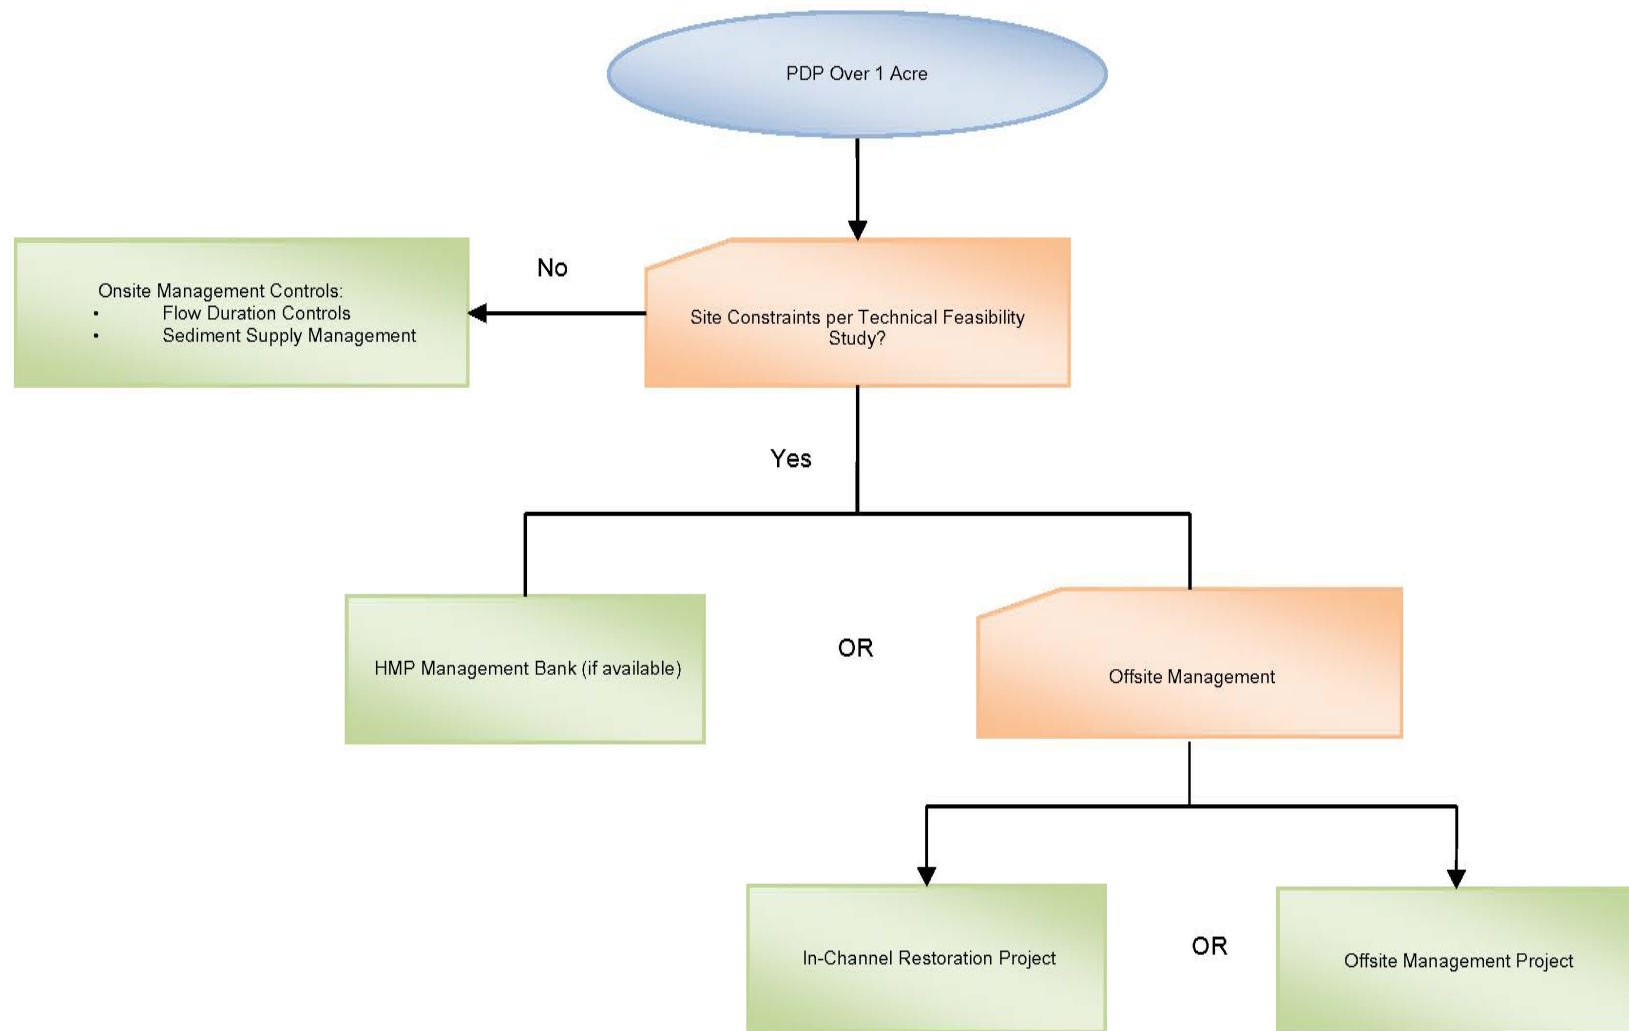 PDP Over 1 Acre
No
Onsite Management Controls:
• Flow Duration Controls
• Sediment Supply Management
Site Constraints per Technical Feasibility
Study?
Yes
HMP Management Bank (if available)
OR
Offsite Management
In-Channel Restoration Project
OR
Offsite Management Project